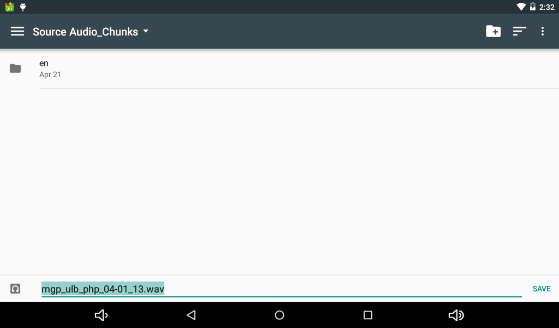 2:32
Source Audio_Chunks
en
Apr 21
mgp_ulb_php_04-01_13.wav
SAVE